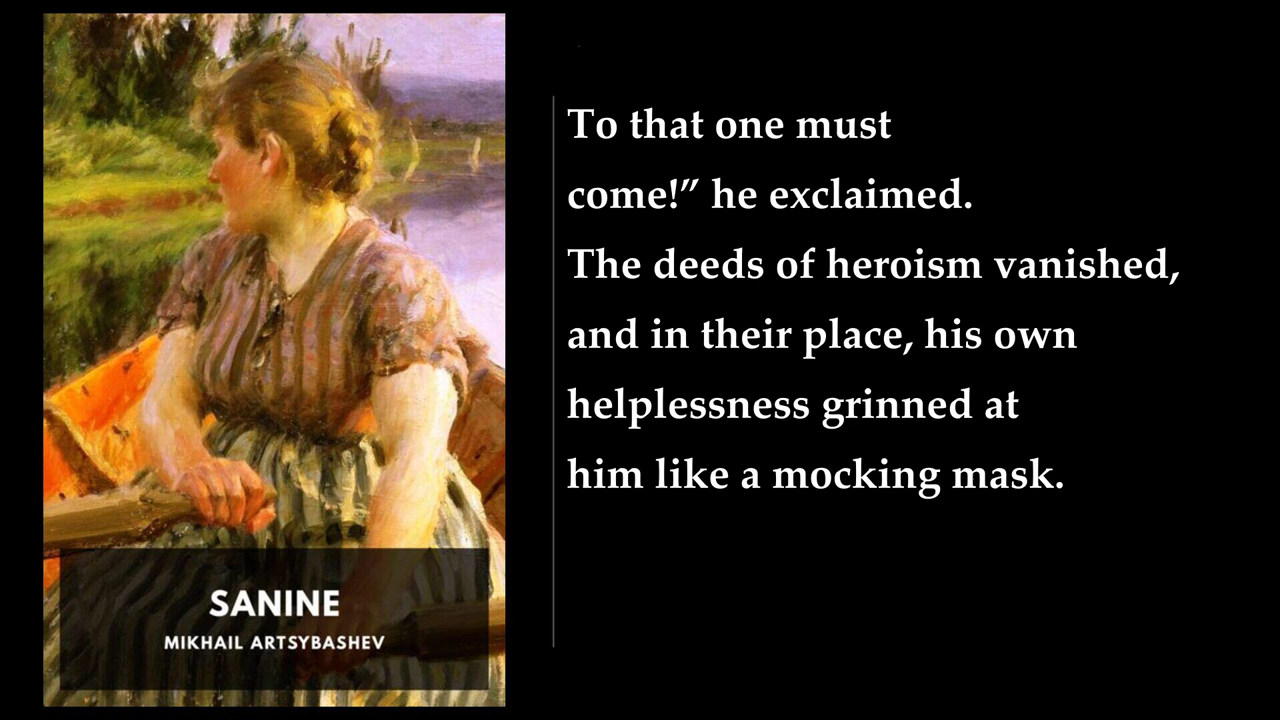 To that one must
come!” he exclaimed.
The deeds of heroism vanished,
and in their place, his own
helplessness grinned at
him like a mocking mask.
SANINE
MIKHAIL ARTSYBASHEV